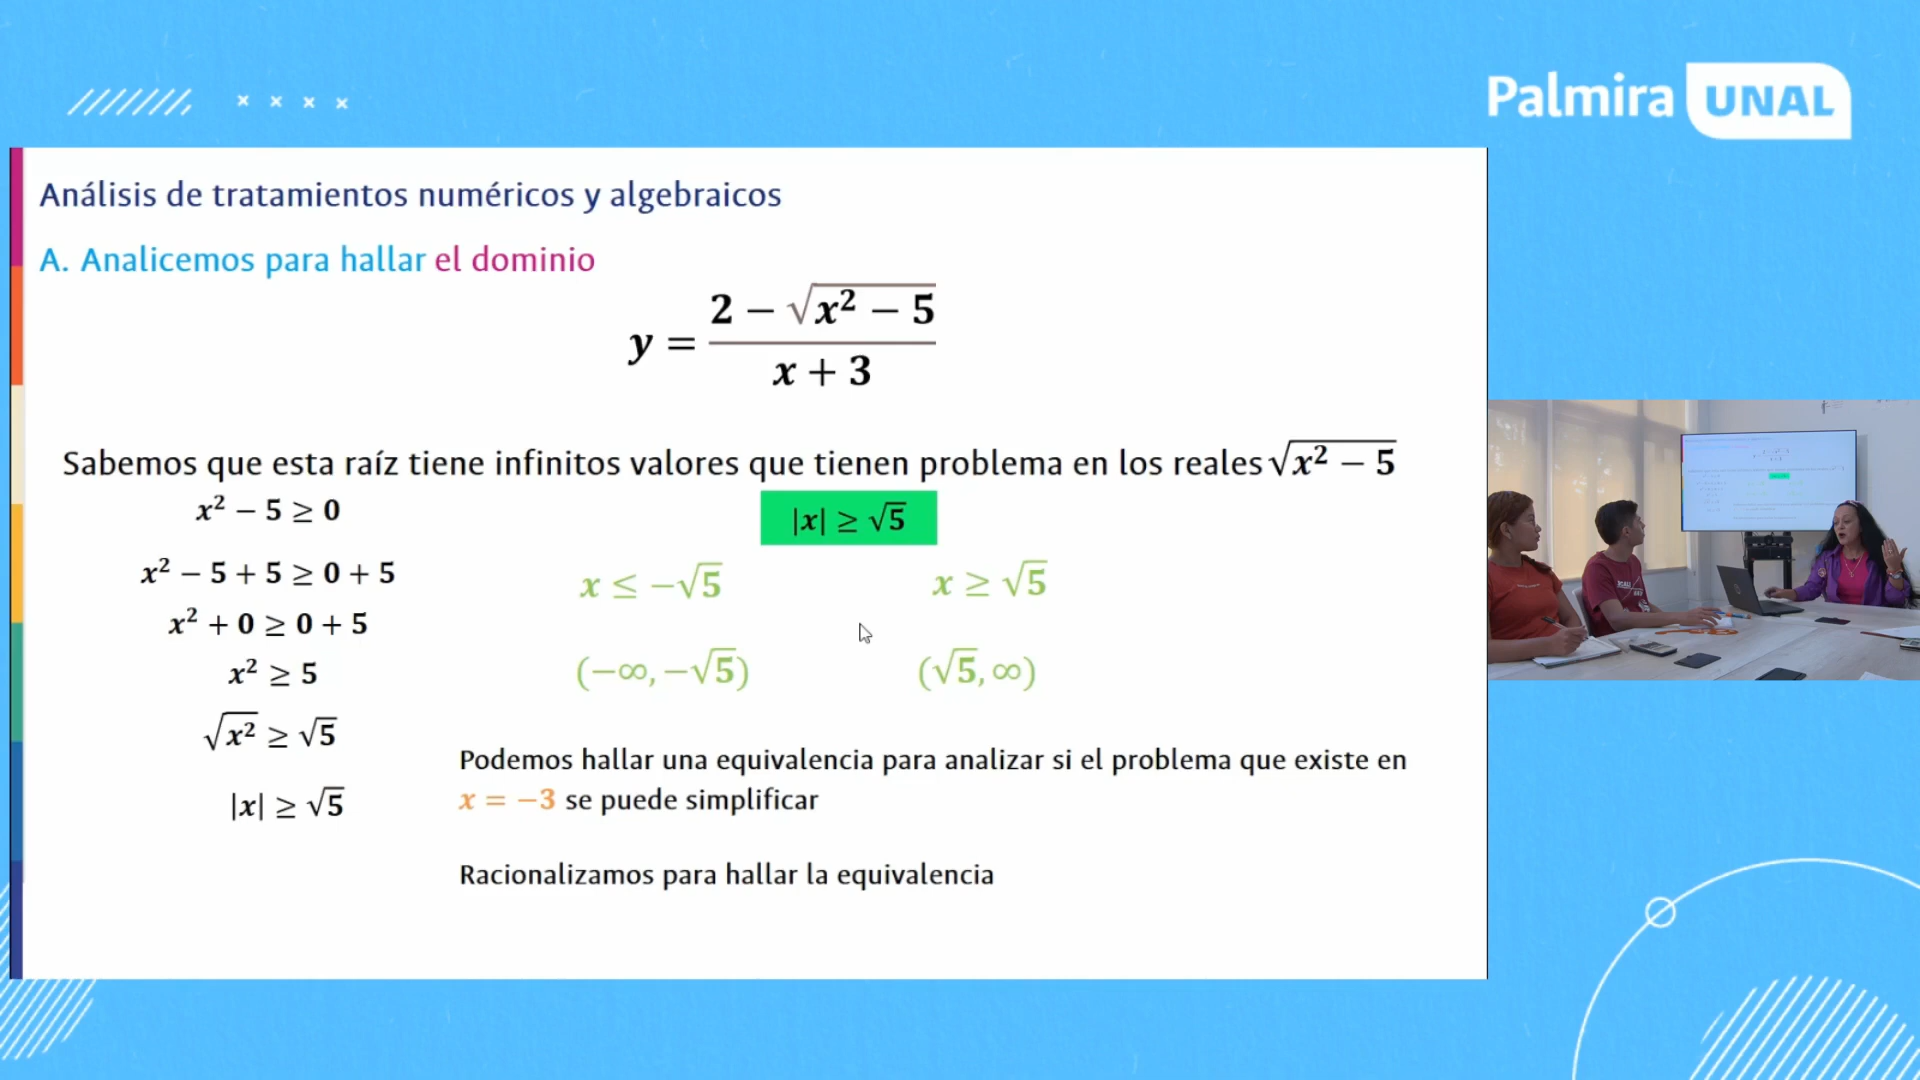 Palmira UNAL
Análisis de tratamientos numéricos y algebraicos
A. Analicemos para hallar el dominio
y = (2 − √(x² − 5)) / (x + 3)
Sabemos que esta raíz tiene infinitos valores que tienen problema en los reales √(x² − 5)
x² − 5 ≥ 0
|x| ≥ √5
x² − 5 + 5 ≥ 0 + 5
x ≤ −√5
x ≥ √5
x² + 0 ≥ 0 + 5
x² ≥ 5
(−∞, −√5)
(√5, ∞)
√x² ≥ √5
|x| ≥ √5
Podemos hallar una equivalencia para analizar si el problema que existe en
x = −3 se puede simplificar
Racionalizamos para hallar la equivalencia